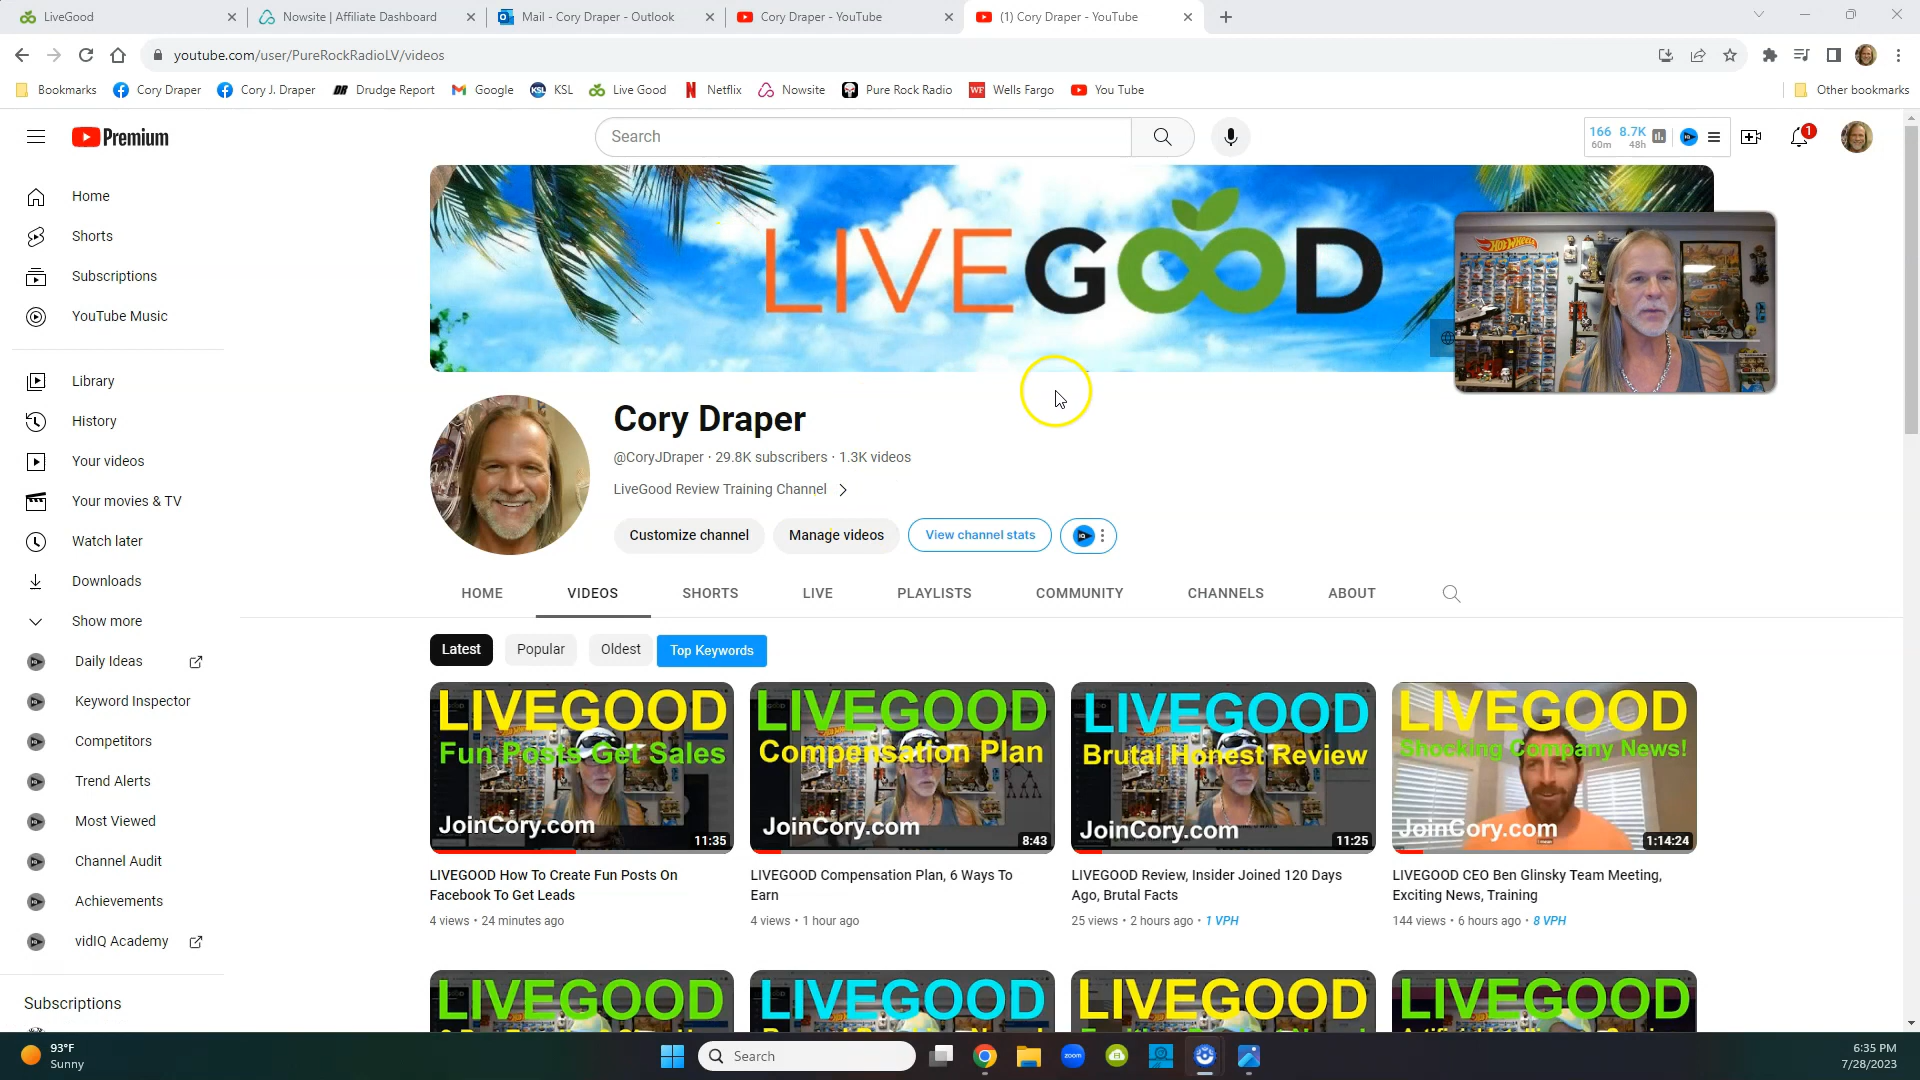 LiveGood
Nowsite | Affiliate Dashboard
Mail - Cory Draper - Outlook
Cory Draper - YouTube
(1) Cory Draper - YouTube
youtube.com/user/PureRockRadioLV/videos
Bookmarks
Cory Draper
Cory J. Draper
DR Drudge Report
Google
KSL KSL
Live Good
Netflix
Nowsite
Pure Rock Radio
WF Wells Fargo
You Tube
Other bookmarks
Premium
Search
166 8.7K
60m 48h
1
Home
Shorts
Subscriptions
YouTube Music
Library
History
Your videos
Your movies & TV
Watch later
Downloads
Show more
Daily Ideas
Keyword Inspector
Competitors
Trend Alerts
Most Viewed
Channel Audit
Achievements
vidIQ Academy
Subscriptions
LIVEGOOD
HOT WHEELS
Cory Draper
@CoryJDraper · 29.8K subscribers · 1.3K videos
LiveGood Review Training Channel
Customize channel
Manage videos
View channel stats
HOME
VIDEOS
SHORTS
LIVE
PLAYLISTS
COMMUNITY
CHANNELS
ABOUT
Latest
Popular
Oldest
Top Keywords
LIVEGOOD
Fun Posts Get Sales
JoinCory.com
11:35
LIVEGOOD How To Create Fun Posts On
Facebook To Get Leads
4 views • 24 minutes ago
LIVEGOOD
Compensation Plan
JoinCory.com
8:43
LIVEGOOD Compensation Plan, 6 Ways To
Earn
4 views • 1 hour ago
LIVEGOOD
Brutal Honest Review
JoinCory.com
11:25
LIVEGOOD Review, Insider Joined 120 Days
Ago, Brutal Facts
25 views • 2 hours ago • 1 VPH
LIVEGOOD
Shocking Company News!
JoinCory.com
1:14:24
LIVEGOOD CEO Ben Glinsky Team Meeting,
Exciting News, Training
144 views • 6 hours ago • 8 VPH
LIVEGOOD
LIVEGOOD
LIVEGOOD
LIVEGOOD
93°F
Sunny
Search
zoom
6:35 PM
7/28/2023